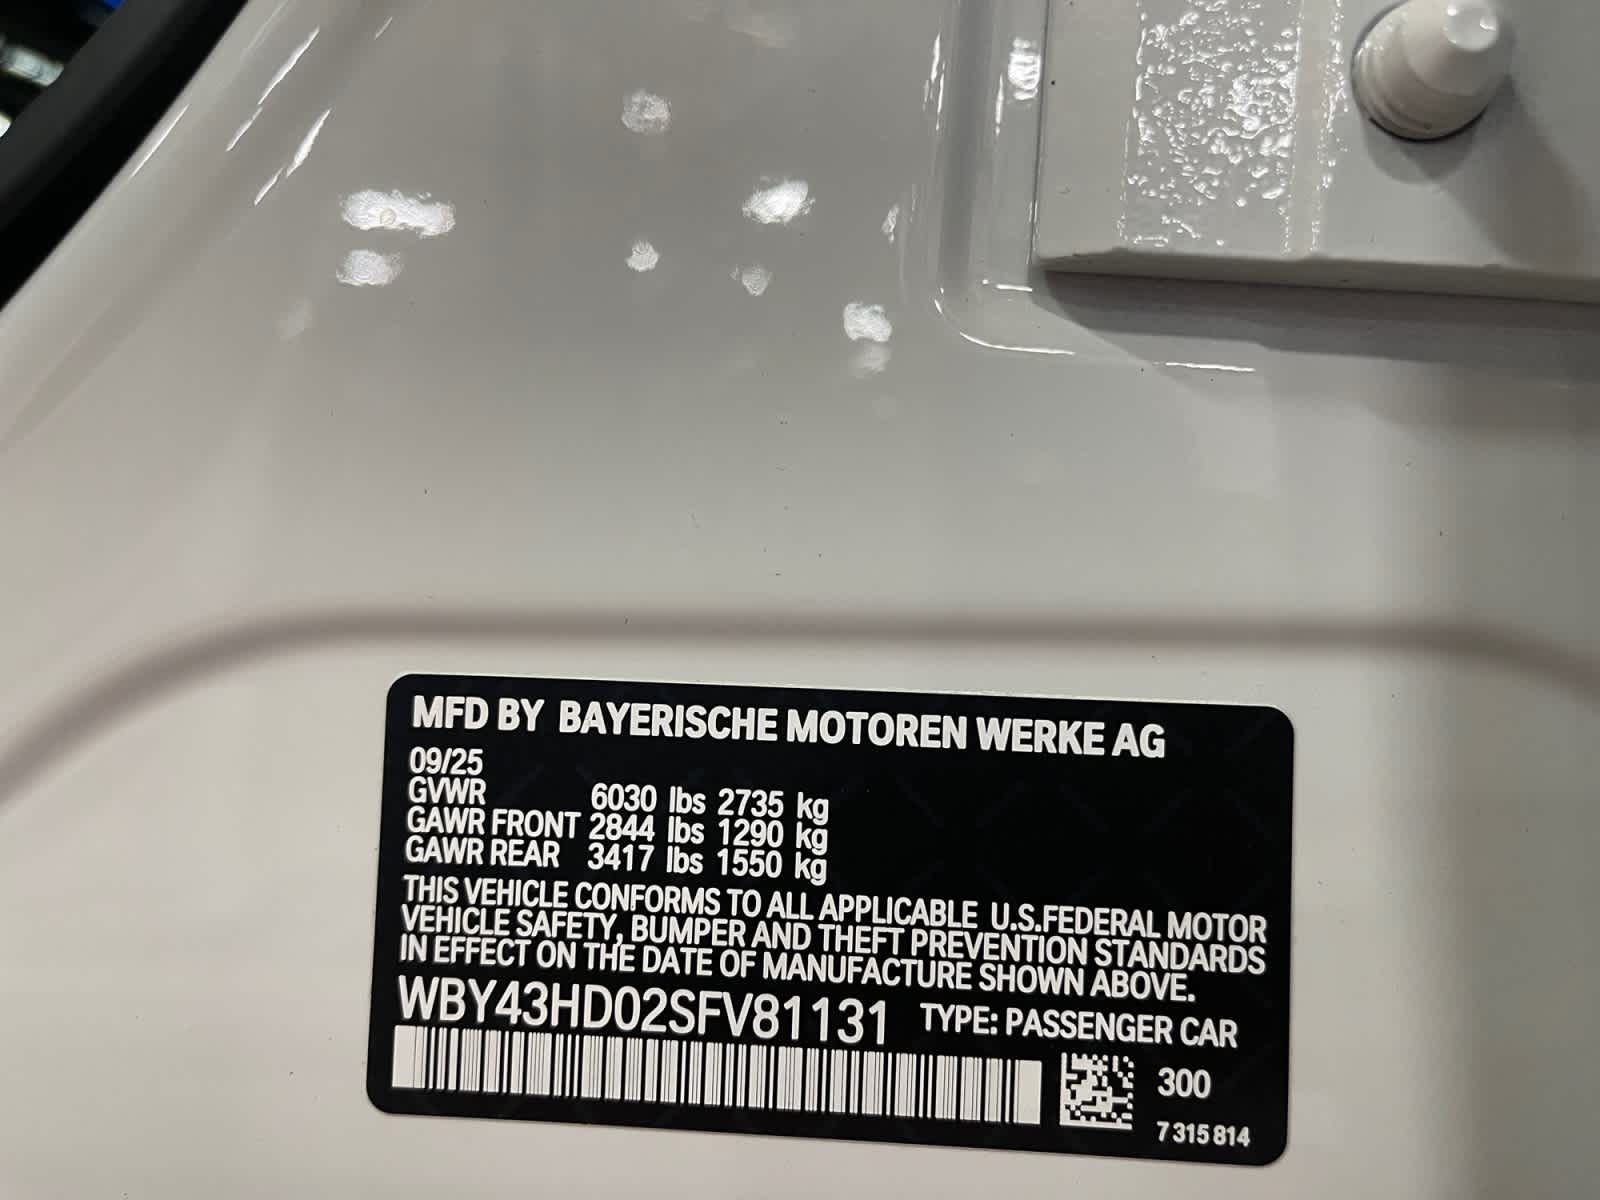 MFD BY BAYERISCHE MOTOREN WERKE AG
09/25
GVWR 6030 lbs 2735 kg
GAWR FRONT 2844 lbs 1290 kg
GAWR REAR 3417 lbs 1550 kg
THIS VEHICLE CONFORMS TO ALL APPLICABLE U.S.FEDERAL MOTOR
VEHICLE SAFETY, BUMPER AND THEFT PREVENTION STANDARDS
IN EFFECT ON THE DATE OF MANUFACTURE SHOWN ABOVE.
WBY43HD02SFV81131 TYPE: PASSENGER CAR
300
7 315 814